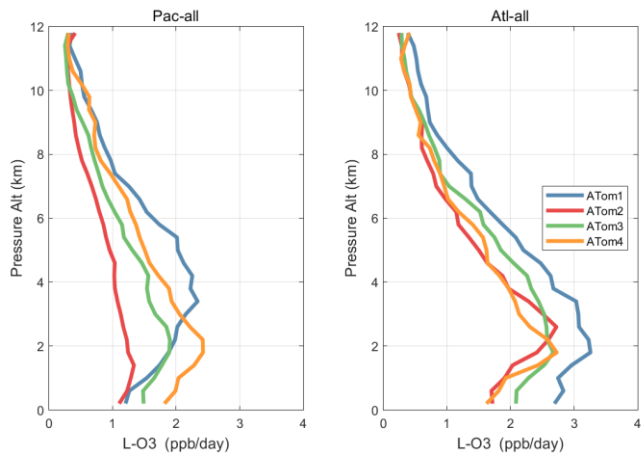 Pac-all
12
10
8
6
4
2
0
Pressure Alt (km)
0 1 2 3 4
L-O3 (ppb/day)
Atl-all
12
10
8
6
4
2
0
Pressure Alt (km)
0 1 2 3 4
L-O3 (ppb/day)
ATom1
ATom2
ATom3
ATom4